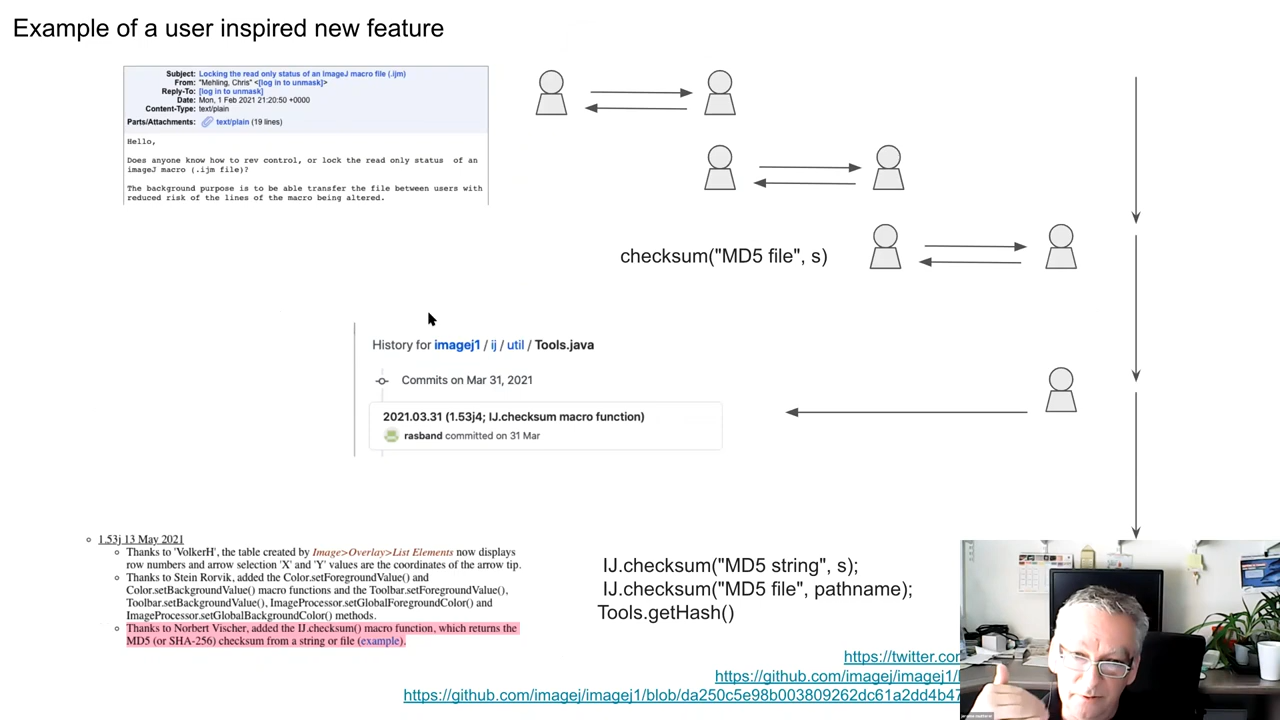 Example of a user inspired new feature
Subject: Locking the read only status of an ImageJ macro file (.ijm)
From: "Mehling, Chris" <[log in to unmask]>
Reply-To: [log in to unmask]
Date: Mon, 1 Feb 2021 21:20:50 +0000
Content-Type: text/plain
Parts/Attachments: text/plain (19 lines)
Hello,
Does anyone know how to rev control, or lock the read only status of an
imageJ macro (.ijm file)?
The background purpose is to be able transfer the file between users with
reduced risk of the lines of the macro being altered.
checksum("MD5 file", s)
History for imagej1 / ij / util / Tools.java
Commits on Mar 31, 2021
2021.03.31 (1.53j4; IJ.checksum macro function)
rasband committed on 31 Mar
1.53j 13 May 2021
Thanks to 'VolkerH', the table created by Image>Overlay>List Elements now displays
row numbers and arrow selection 'X' and 'Y' values are the coordinates of the arrow tip.
Thanks to Stein Rorvik, added the Color.setForegroundValue() and
Color.setBackgroundValue() macro functions and the Toolbar.setForegroundValue(),
Toolbar.setBackgroundValue(), ImageProcessor.setGlobalForegroundColor() and
ImageProcessor.setGlobalBackgroundColor() methods.
Thanks to Norbert Vischer, added the IJ.checksum() macro function, which returns the
MD5 (or SHA-256) checksum from a string or file (example).
IJ.checksum("MD5 string", s);
IJ.checksum("MD5 file", pathname);
Tools.getHash()
https://twitter.cor
https://github.com/imagej/imagej1/
https://github.com/imagej/imagej1/blob/da250c5e98b003809262dc61a2dd4b47